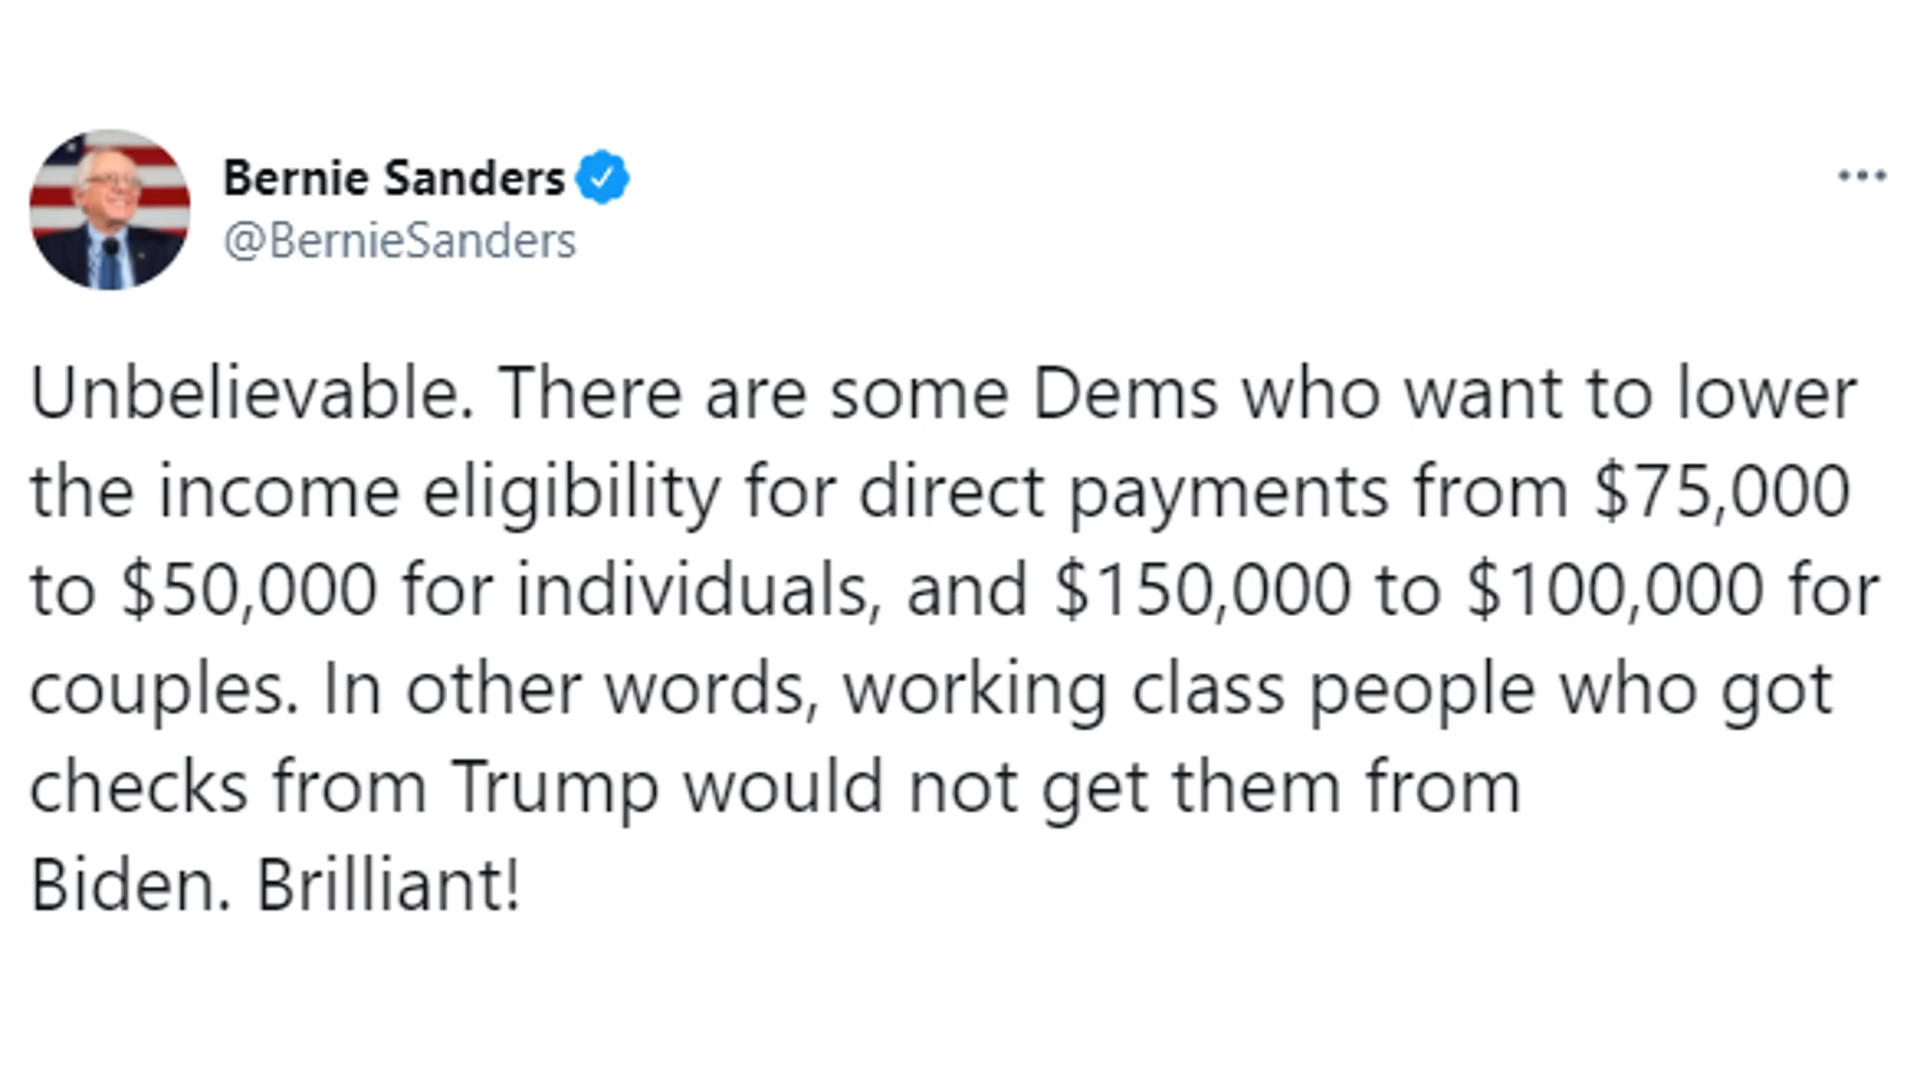 Bernie Sanders
@BernieSanders
Unbelievable. There are some Dems who want to lower
the income eligibility for direct payments from $75,000
to $50,000 for individuals, and $150,000 to $100,000 for
couples. In other words, working class people who got
checks from Trump would not get them from
Biden. Brilliant!